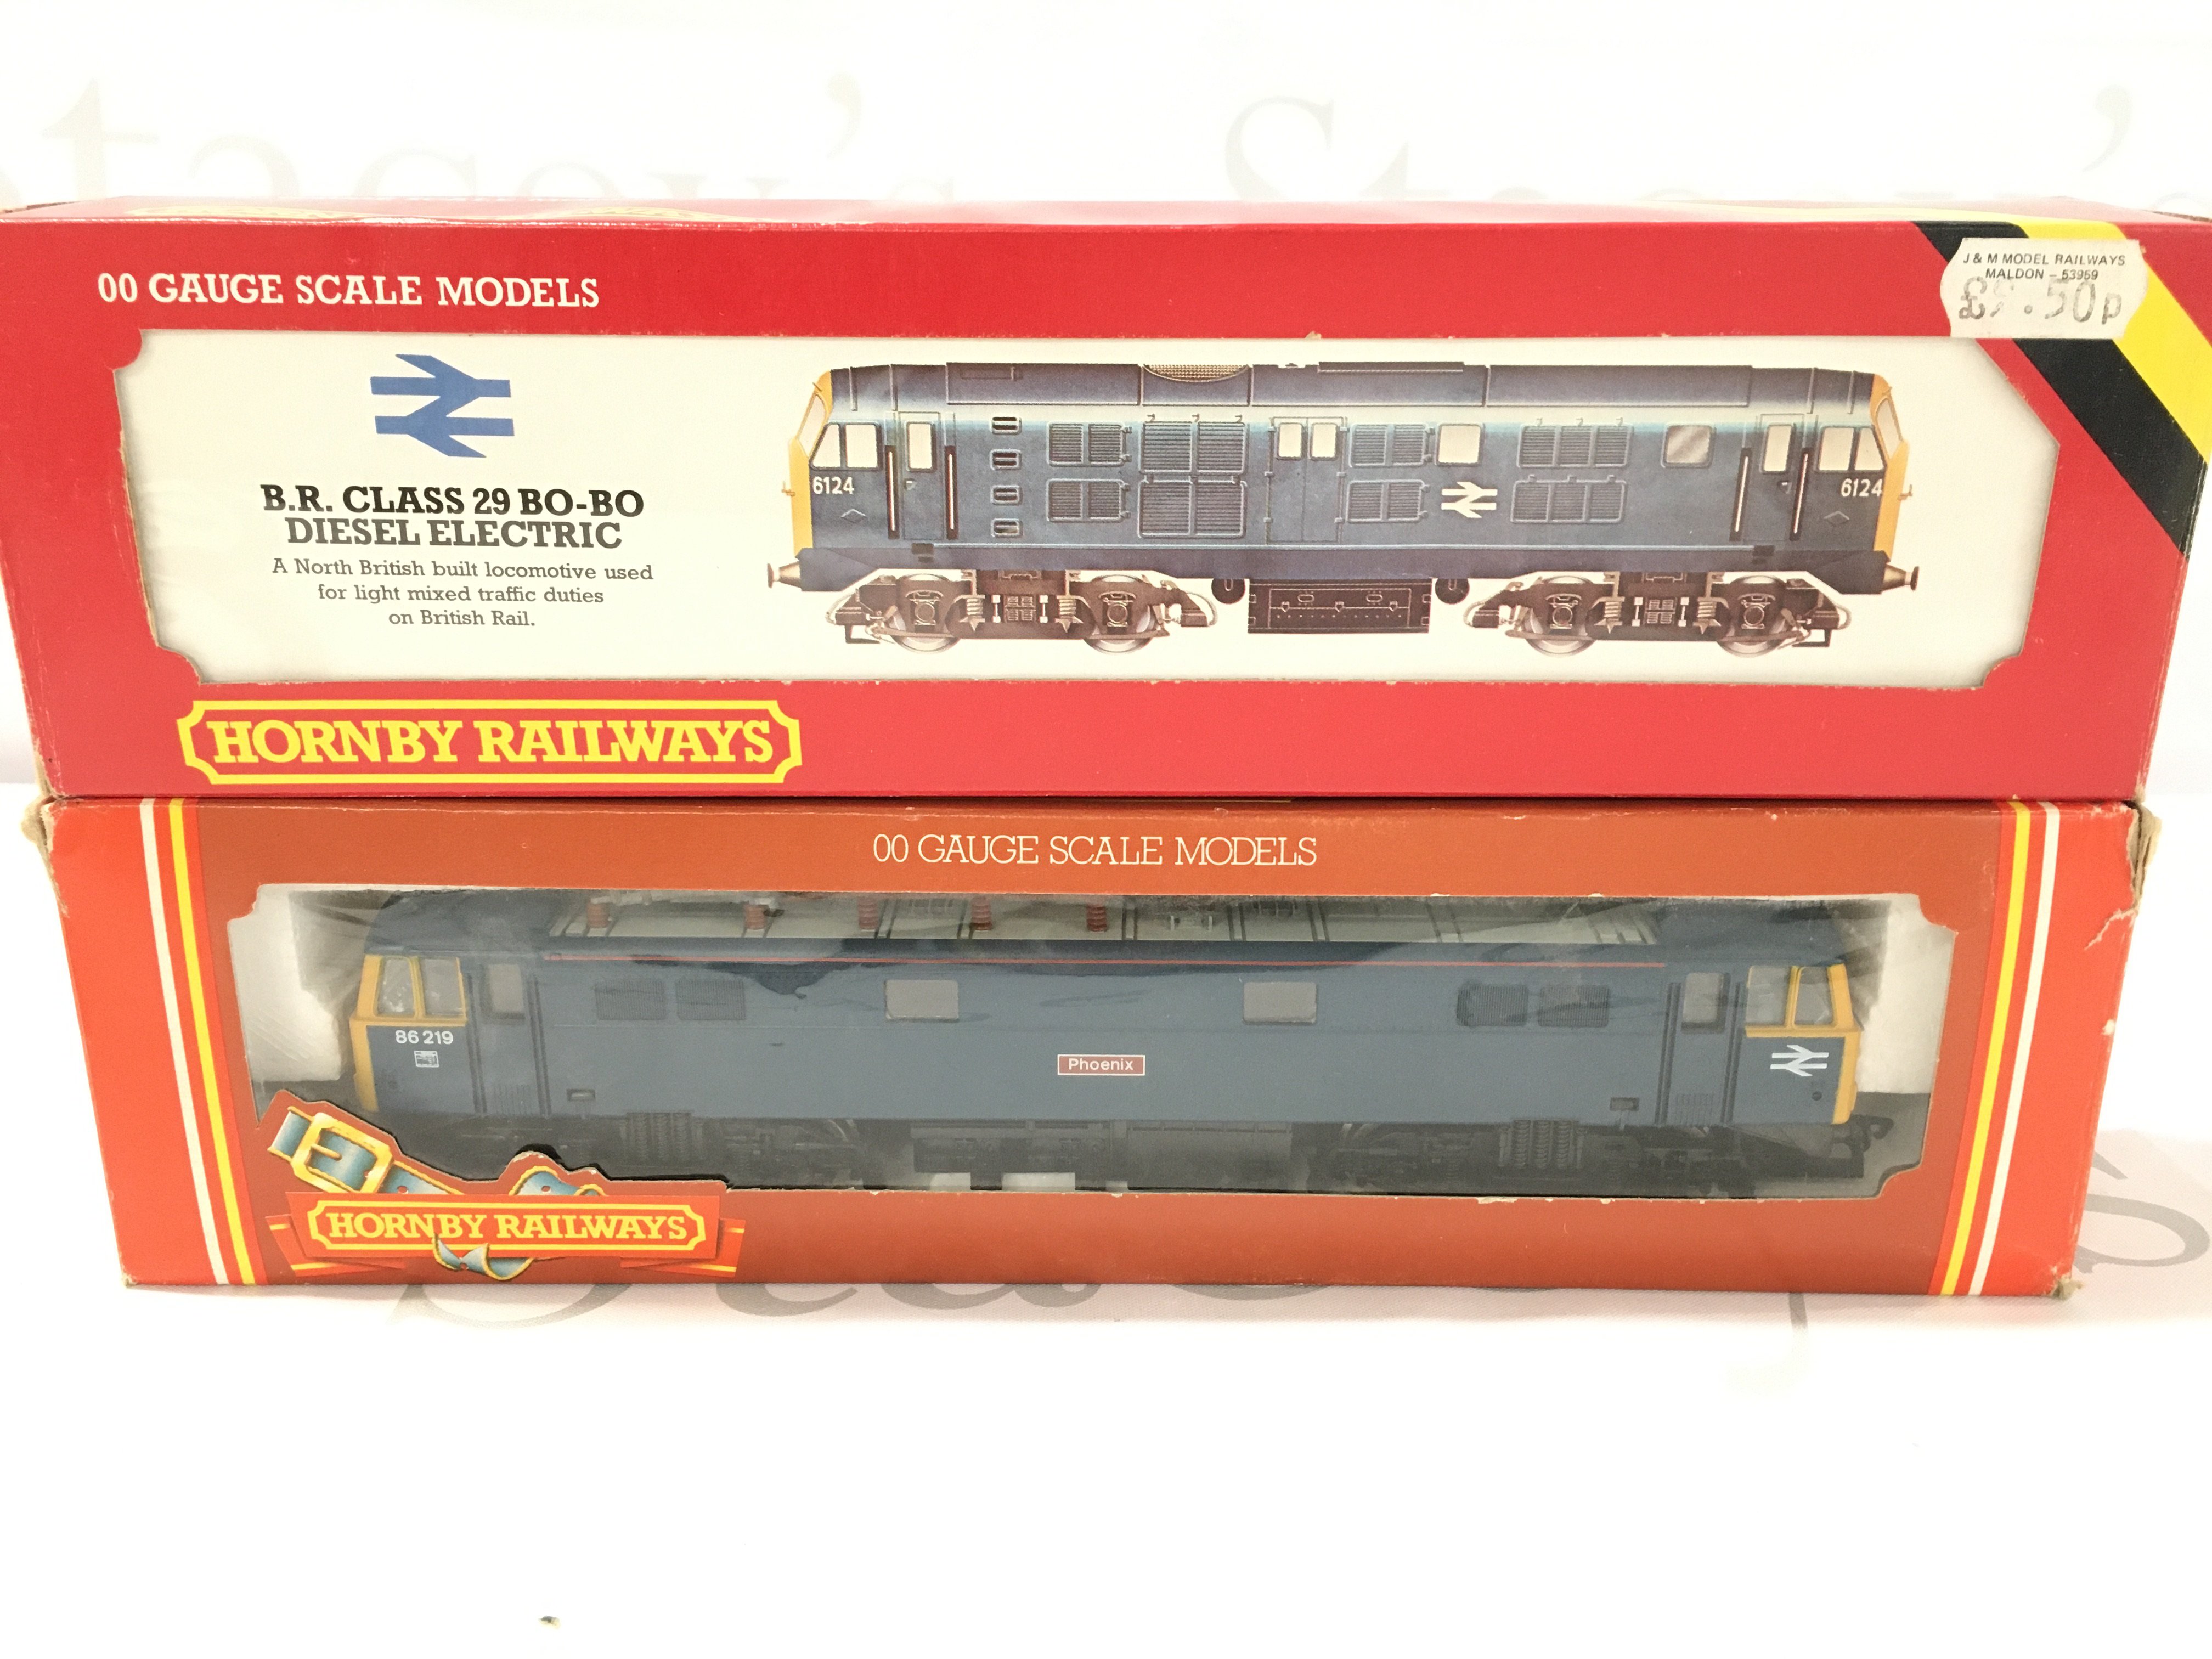 Stacey's
00 GAUGE SCALE MODELS
J & M MODEL RAILWAYS
MALDON - 53959
.50p
B.R. CLASS 29 BO-BO
DIESEL ELECTRIC
A North British built locomotive used
for light mixed traffic duties
on British Rail.
6124
6124
HORNBY RAILWAYS
00 GAUGE SCALE MODELS
86 219
Phoenix
HORNBY RAILWAYS